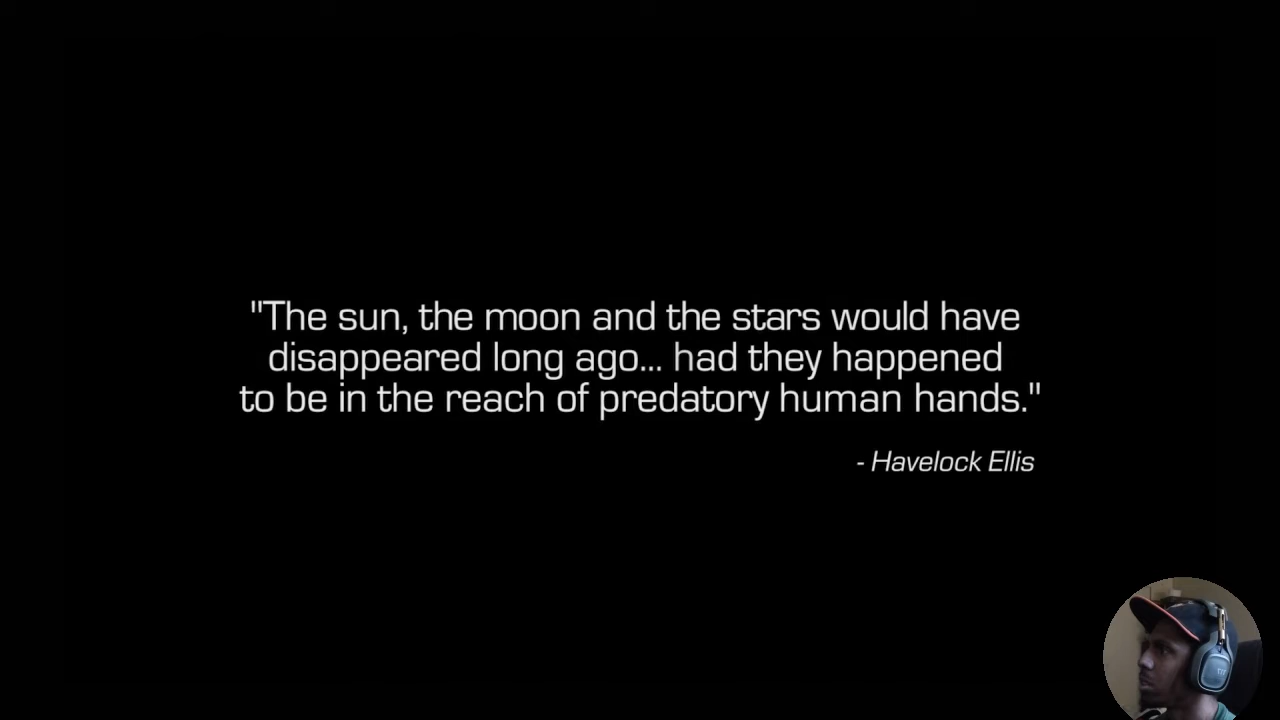 "The sun, the moon and the stars would have
disappeared long ago... had they happened
to be in the reach of predatory human hands."
- Havelock Ellis